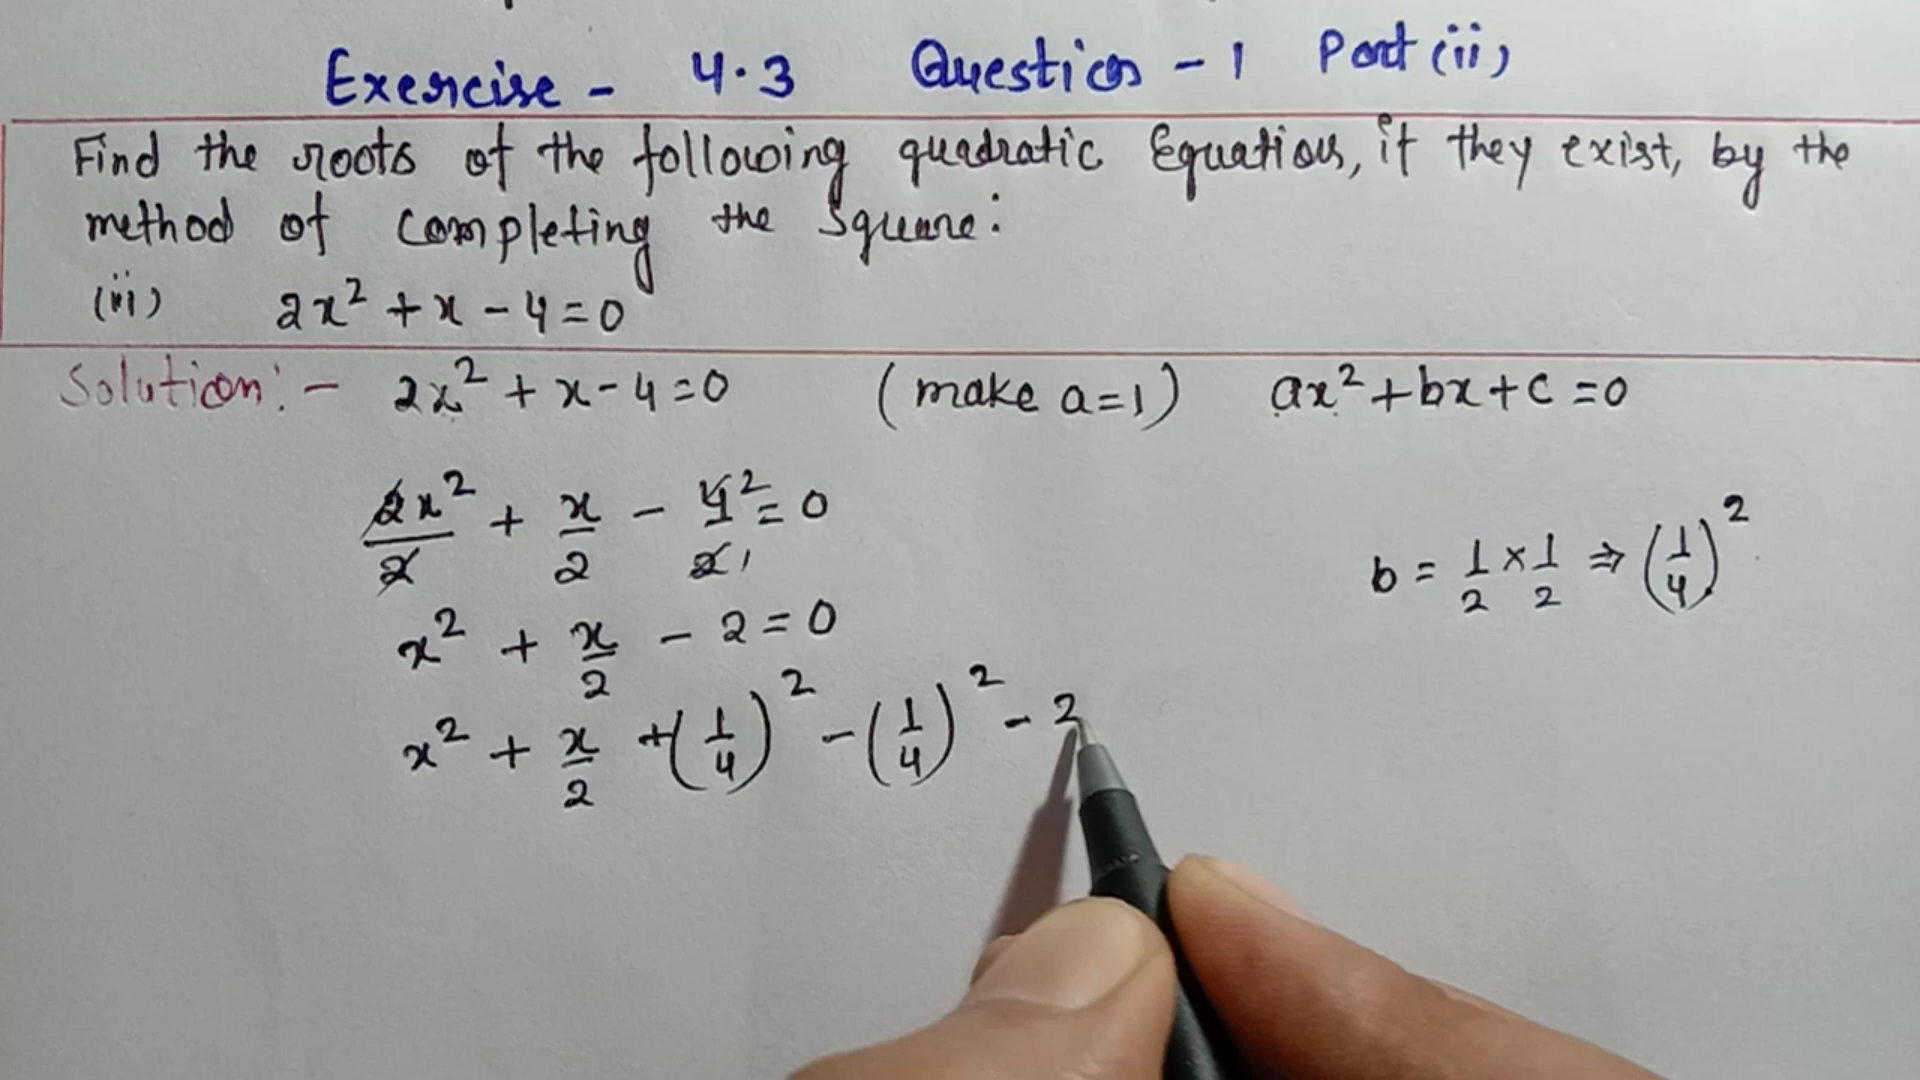 Exercise - 4.3 Question - 1 Part (ii)
Find the roots of the following quadratic Equations, if they exist, by the
method of completing the square:
(ii) 2x² + x - 4 = 0
Solution:- 2x² + x - 4 = 0 (make a=1) ax² + bx + c = 0
2x²/2 + x/2 - 4²/2₁ = 0
b = 1/2 × 1/2 ⇒ (1/4)²
x² + x/2 - 2 = 0
x² + x/2 + (1/4)² - (1/4)² - 2